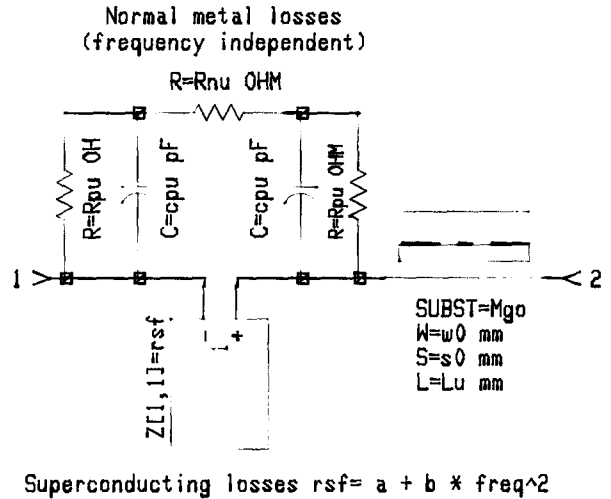 Normal metal losses
(frequency independent)
R=Rnu OHM
R=Rpu OH
C=cpu pF
C=cpu pF
R=Rpu OHM
1
2
- +
Z[1,1]=rsf
SUBST=Mgo
W=w0 mm
S=s0 mm
L=Lu mm
Superconducting losses rsf= a + b * freq^2